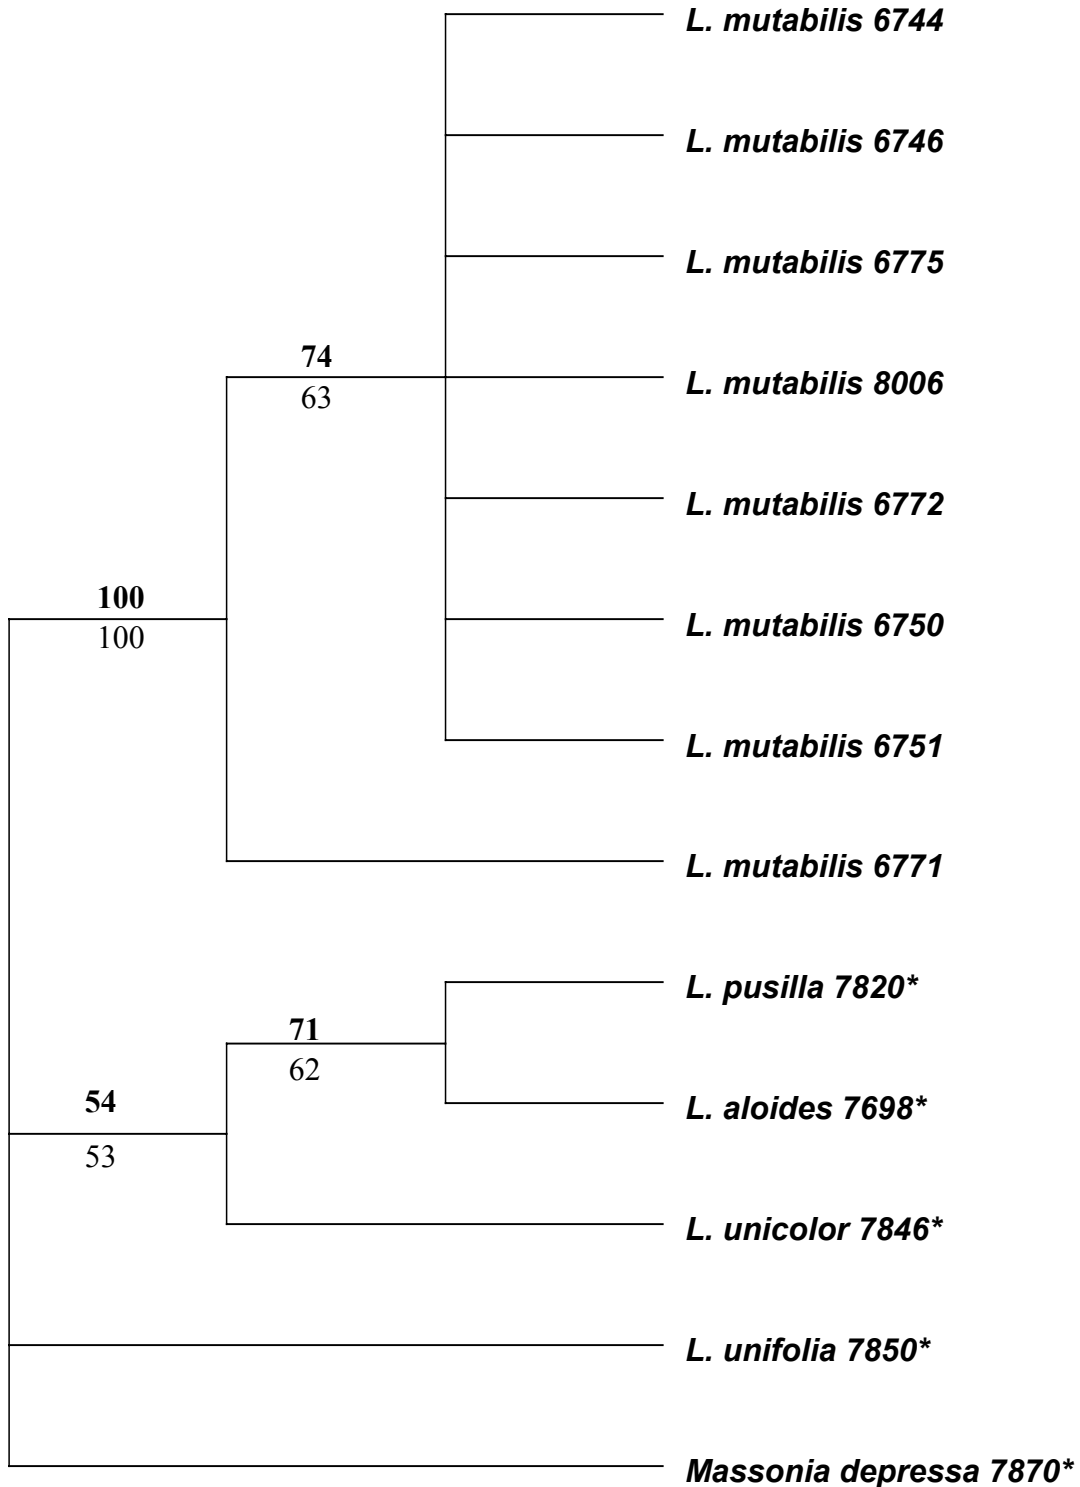 L. mutabilis 6744
L. mutabilis 6746
L. mutabilis 6775
74
L. mutabilis 8006
63
L. mutabilis 6772
100
L. mutabilis 6750
100
L. mutabilis 6751
L. mutabilis 6771
L. pusilla 7820*
71
62
54
L. aloides 7698*
53
L. unicolor 7846*
L. unifolia 7850*
Massonia depressa 7870*